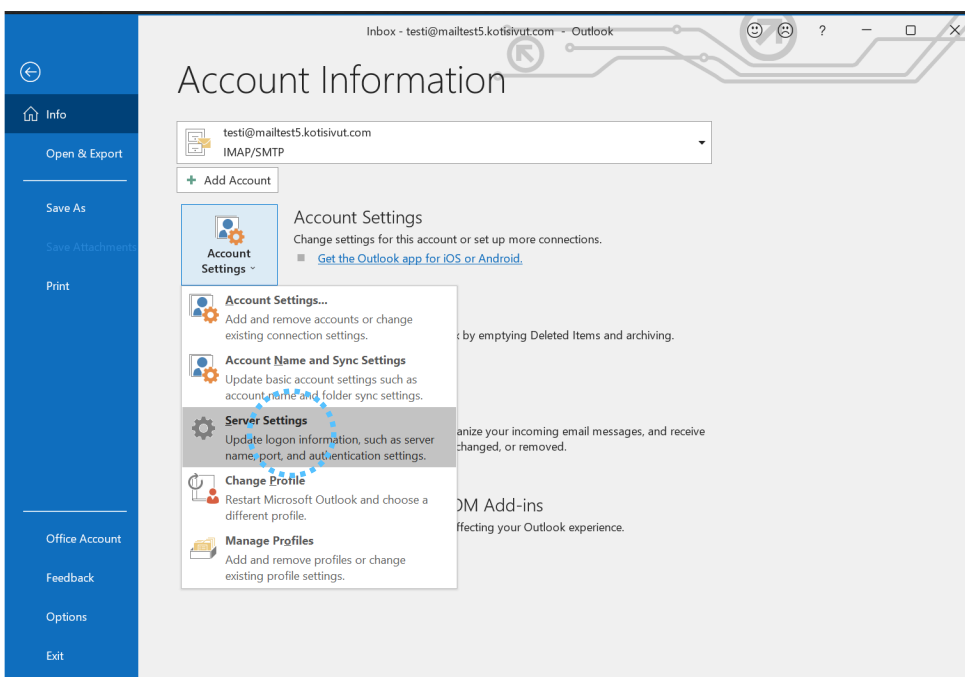 Inbox - testi@mailtest5.kotisivut.com - Outlook
?
Account Information
Info
testi@mailtest5.kotisivut.com
IMAP/SMTP
Open & Export
+ Add Account
Save As
Save Attachments
Print
Account
Settings
Account Settings
Change settings for this account or set up more connections.
Get the Outlook app for iOS or Android.
Account Settings...
Add and remove accounts or change
existing connection settings.
by emptying Deleted Items and archiving.
Account Name and Sync Settings
Update basic account settings such as
account name and folder sync settings.
Server Settings
Update logon information, such as server
name, port, and authentication settings.
anize your incoming email messages, and receive
changed, or removed.
Change Profile
Restart Microsoft Outlook and choose a
different profile.
OM Add-ins
ffecting your Outlook experience.
Manage Profiles
Add and remove profiles or change
existing profile settings.
Office Account
Feedback
Options
Exit